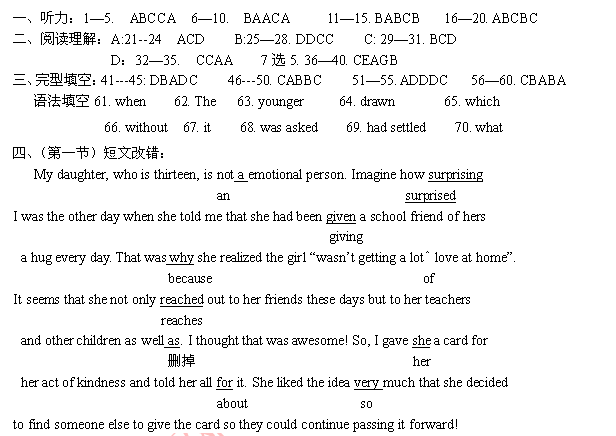 一、听力：1—5. ABCCA 6—10. BAACA 11—15. BABCB 16—20. ABCBC
二、阅读理解：A:21--24 ACD B:25—28. DDCC C: 29—31. BCD
D：32—35. CCAA 7 选 5. 36—40. CEAGB
三、完型填空：41---45: DBADC 46---50. CABBC 51—55. ADDDC 56—60. CBABA
语法填空 61. when 62. The 63. younger 64. drawn 65. which
66. without 67. it 68. was asked 69. had settled 70. what
四、（第一节）短文改错：
My daughter, who is thirteen, is not a emotional person. Imagine how surprising
an surprised
I was the other day when she told me that she had been given a school friend of hers
giving
a hug every day. That was why she realized the girl “wasn’t getting a lot^ love at home”.
because of
It seems that she not only reached out to her friends these days but to her teachers
reaches
and other children as well as. I thought that was awesome! So, I gave she a card for
删掉 her
her act of kindness and told her all for it. She liked the idea very much that she decided
about so
to find someone else to give the card so they could continue passing it forward!